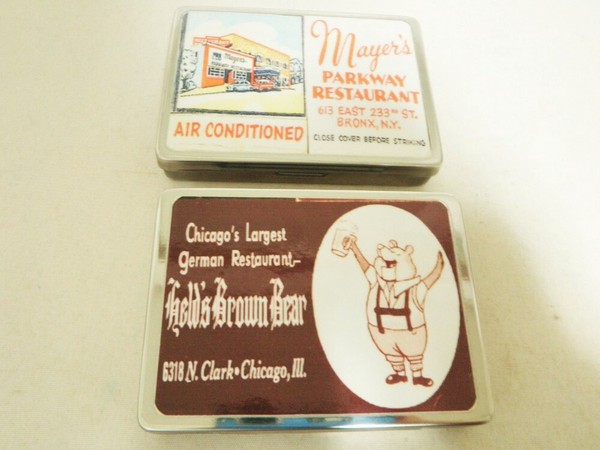 Mayer's
PARKWAY
RESTAURANT
613 EAST 233RD ST.
BRONX, N.Y.
AIR CONDITIONED
CLOSE COVER BEFORE STRIKING
Chicago's Largest
German Restaurant,—
Held's Brown Bear
6318 N. Clark • Chicago, Ill.